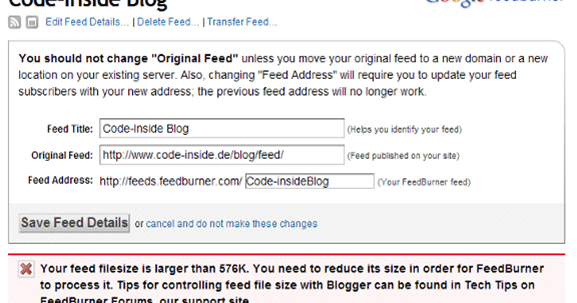 Code-Inside Blog
Google feedburner
Edit Feed Details... | Delete Feed... | Transfer Feed...
You should not change "Original Feed" unless you move your original feed to a new domain or a new
location on your existing server. Also, changing "Feed Address" will require you to update your feed
subscribers with your new address; the previous feed address will no longer work.
Feed Title: Code-Inside Blog (Helps you identify your feed)
Original Feed: http://www.code-inside.de/blog/feed/ (Feed published on your site)
Feed Address: http://feeds.feedburner.com/ Code-insideBlog (Your FeedBurner feed)
Save Feed Details or cancel and do not make these changes
Your feed filesize is larger than 576K. You need to reduce its size in order for FeedBurner
to process it. Tips for controlling feed file size with Blogger can be found in Tech Tips on
FeedBurner Forums, our support site